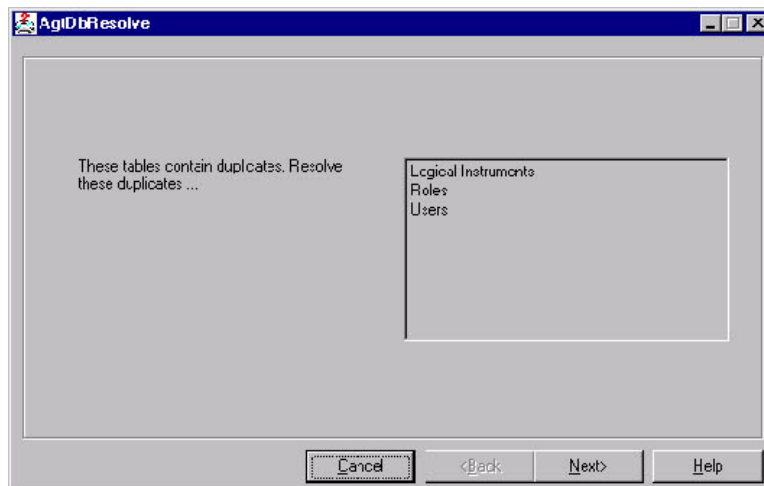 AgtDbResolve
These tables contain duplicates. Resolve
these duplicates ...
Logical Instruments
Roles
Users
Cancel
<Back
Next>
Help